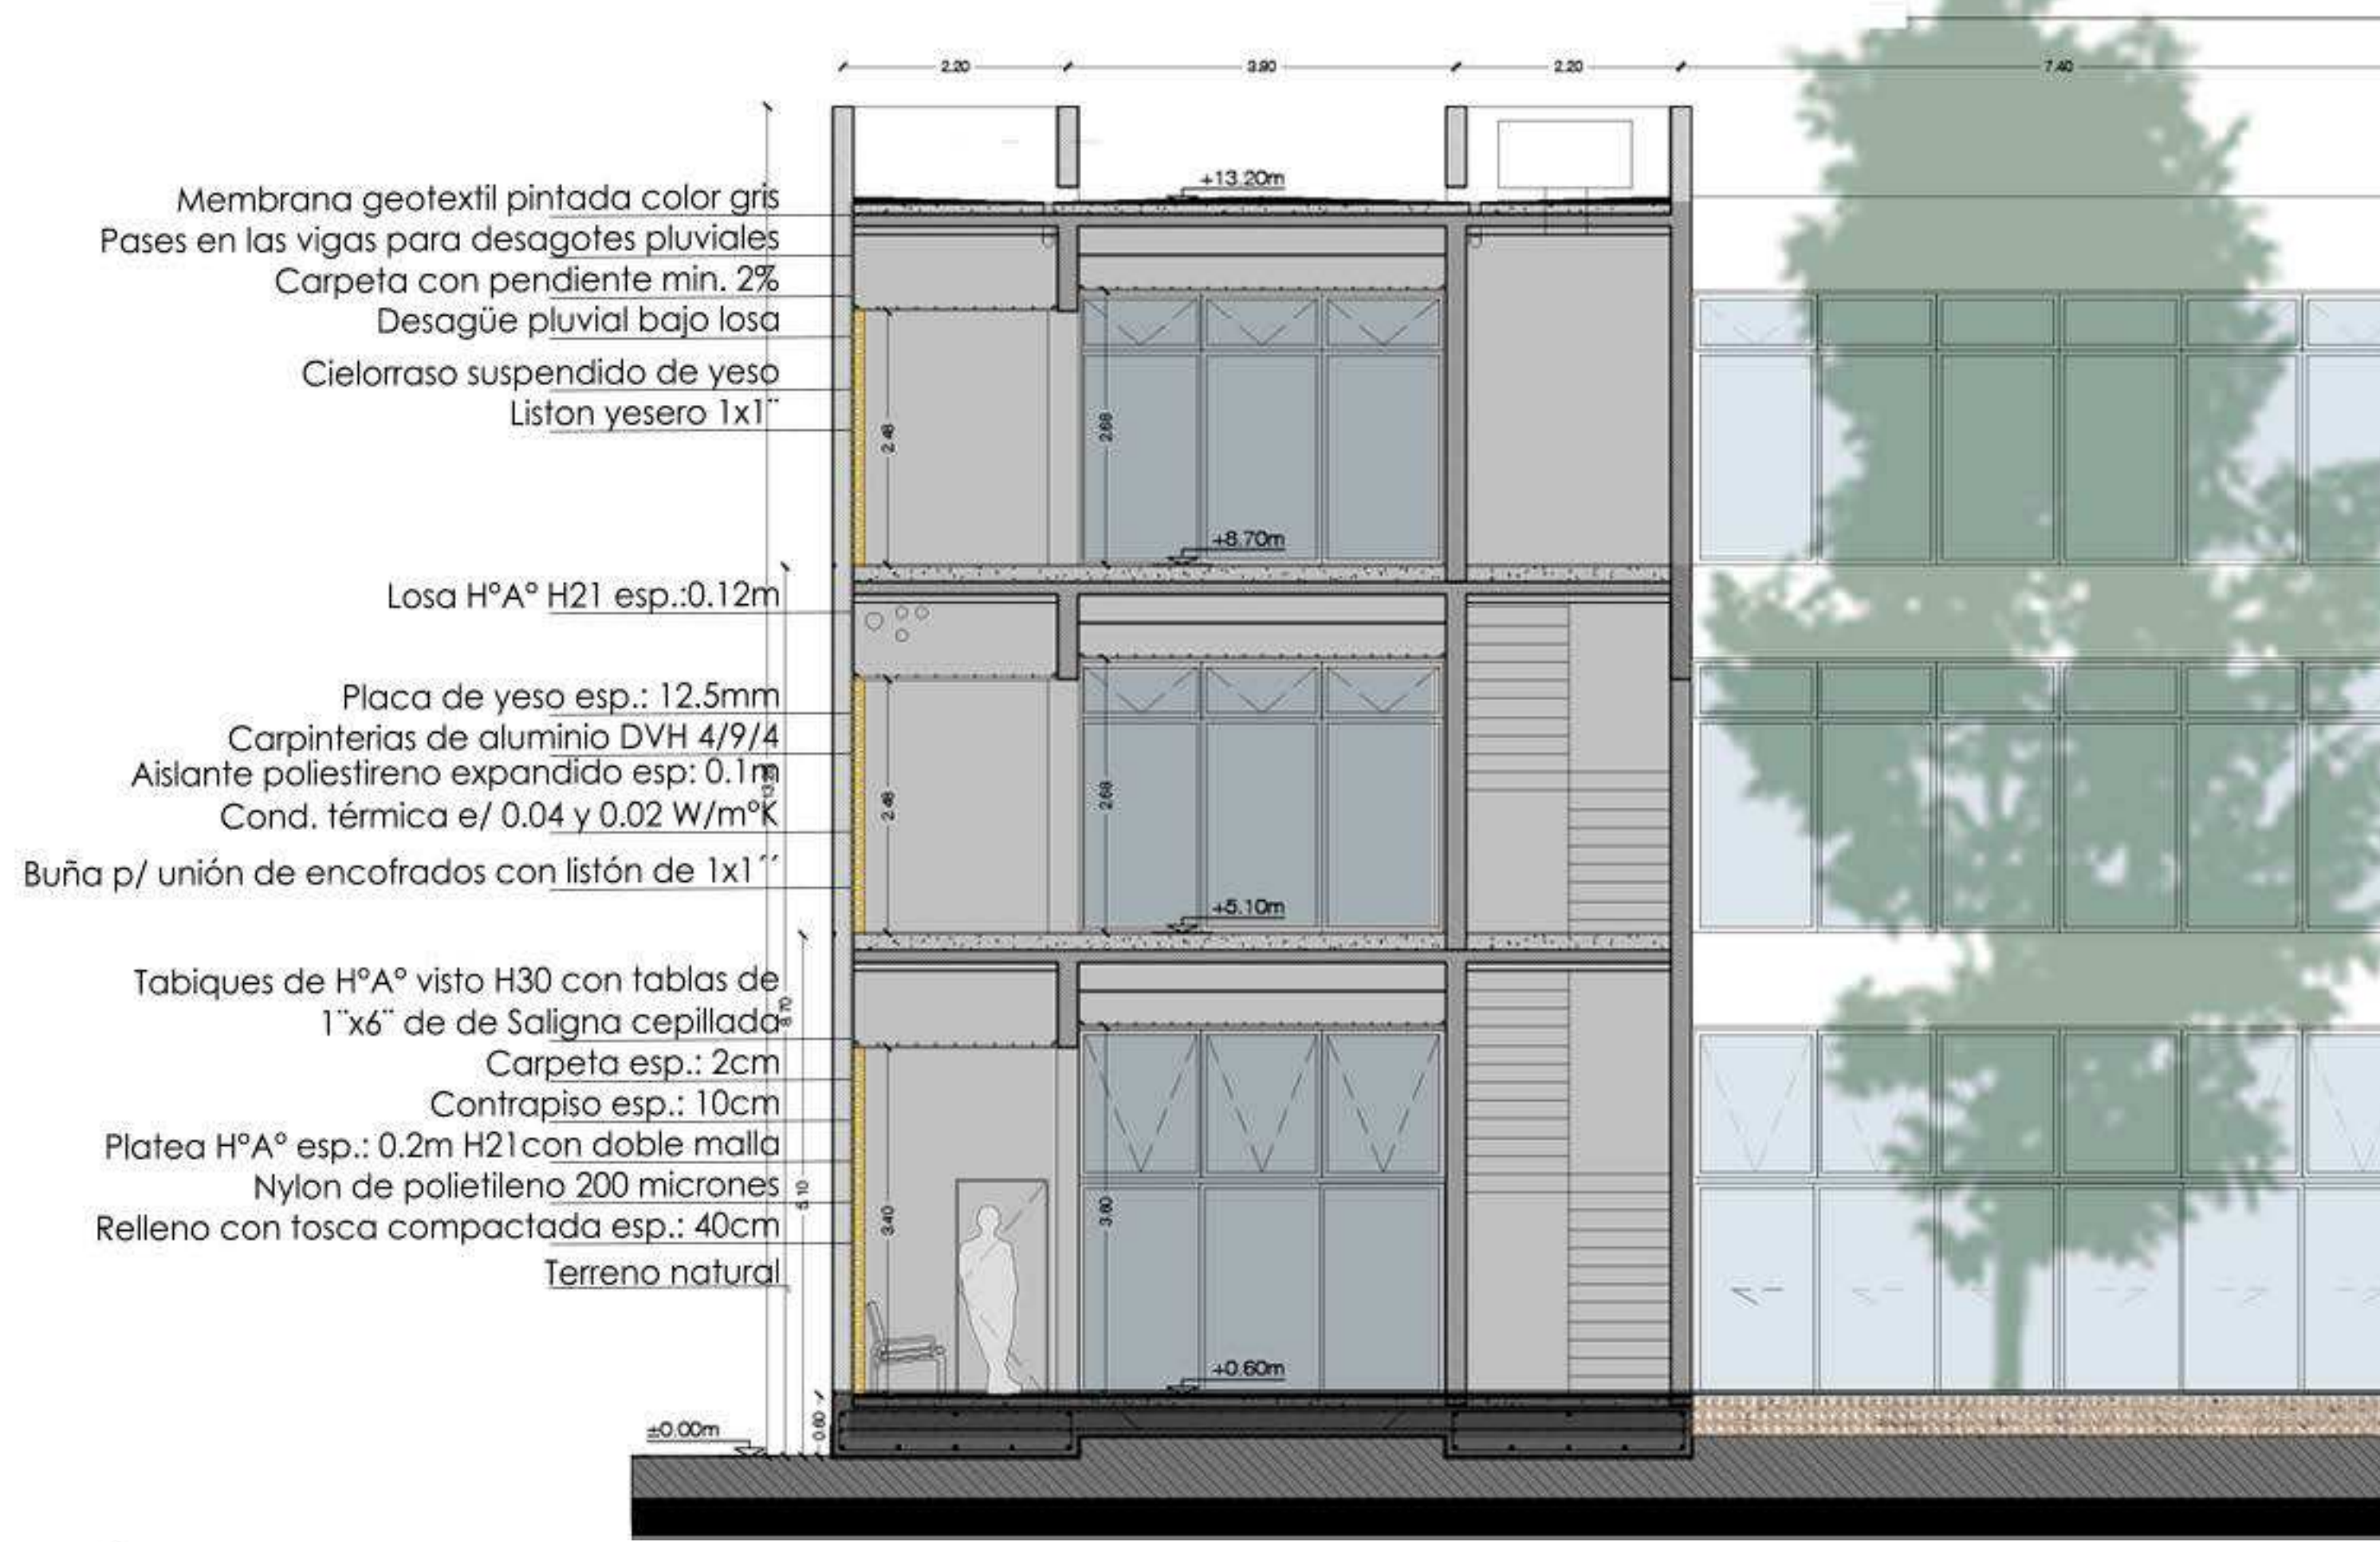 2.20
3.90
2.20
7.40
+13.20m
Membrana geotextil pintada color gris
Pases en las vigas para desagotes pluviales
Carpeta con pendiente min. 2%
Desagüe pluvial bajo losa
Cielorraso suspendido de yeso
Liston yesero 1x1¨
2.48
2.68
+8.70m
Losa H°A° H21 esp.:0.12m
Placa de yeso esp.: 12.5mm
Carpinterias de aluminio DVH 4/9/4
Aislante poliestireno expandido esp: 0.1m
Cond. térmica e/ 0.04 y 0.02 W/m°K
2.48
2.68
Buña p/ unión de encofrados con listón de 1x1´´
+5.10m
Tabiques de H°A° visto H30 con tablas de
1¨x6¨ de de Saligna cepillada
8.70
Carpeta esp.: 2cm
Contrapiso esp.: 10cm
Platea H°A° esp.: 0.2m H21con doble malla
Nylon de polietileno 200 micrones
5.10
3.40
3.60
Relleno con tosca compactada esp.: 40cm
Terreno natural
+0.60m
0.60
±0.00m